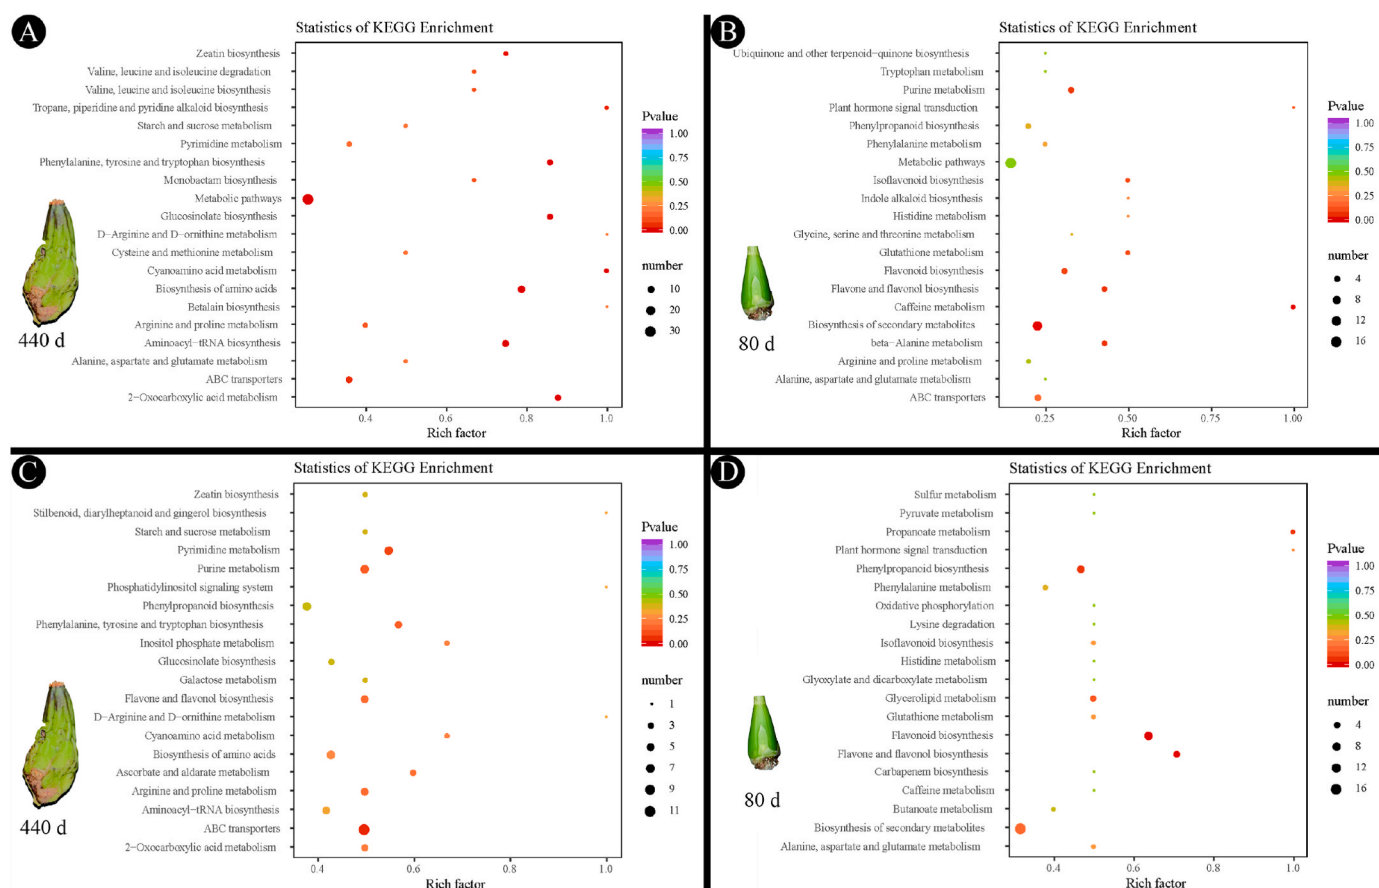 A
Statistics of KEGG Enrichment
Zeatin biosynthesis
Valine, leucine and isoleucine degradation
Valine, leucine and isoleucine biosynthesis
Tropane, piperidine and pyridine alkaloid biosynthesis
Starch and sucrose metabolism
Pyrimidine metabolism
Phenylalanine, tyrosine and tryptophan biosynthesis
Monobactam biosynthesis
Metabolic pathways
Glucosinolate biosynthesis
D−Arginine and D−ornithine metabolism
Cysteine and methionine metabolism
Cyanoamino acid metabolism
Biosynthesis of amino acids
Betalain biosynthesis
Arginine and proline metabolism
Aminoacyl−tRNA biosynthesis
Alanine, aspartate and glutamate metabolism
ABC transporters
2−Oxocarboxylic acid metabolism
0.4 0.6 0.8 1.0
Rich factor
440 d
Pvalue
1.00
0.75
0.50
0.25
0.00
number
10
20
30
B
Statistics of KEGG Enrichment
Ubiquinone and other terpenoid−quinone biosynthesis
Tryptophan metabolism
Purine metabolism
Plant hormone signal transduction
Phenylpropanoid biosynthesis
Phenylalanine metabolism
Metabolic pathways
Isoflavonoid biosynthesis
Indole alkaloid biosynthesis
Histidine metabolism
Glycine, serine and threonine metabolism
Glutathione metabolism
Flavonoid biosynthesis
Flavone and flavonol biosynthesis
Caffeine metabolism
Biosynthesis of secondary metabolites
beta−Alanine metabolism
Arginine and proline metabolism
Alanine, aspartate and glutamate metabolism
ABC transporters
0.25 0.50 0.75 1.00
Rich factor
80 d
Pvalue
1.00
0.75
0.50
0.25
0.00
number
4
8
12
16
C
Statistics of KEGG Enrichment
Zeatin biosynthesis
Stilbenoid, diarylheptanoid and gingerol biosynthesis
Starch and sucrose metabolism
Pyrimidine metabolism
Purine metabolism
Phosphatidylinositol signaling system
Phenylpropanoid biosynthesis
Phenylalanine, tyrosine and tryptophan biosynthesis
Inositol phosphate metabolism
Glucosinolate biosynthesis
Galactose metabolism
Flavone and flavonol biosynthesis
D−Arginine and D−ornithine metabolism
Cyanoamino acid metabolism
Biosynthesis of amino acids
Ascorbate and aldarate metabolism
Arginine and proline metabolism
Aminoacyl−tRNA biosynthesis
ABC transporters
2−Oxocarboxylic acid metabolism
0.4 0.6 0.8 1.0
Rich factor
440 d
Pvalue
1.00
0.75
0.50
0.25
0.00
number
1
3
5
7
9
11
D
Statistics of KEGG Enrichment
Sulfur metabolism
Pyruvate metabolism
Propanoate metabolism
Plant hormone signal transduction
Phenylpropanoid biosynthesis
Phenylalanine metabolism
Oxidative phosphorylation
Lysine degradation
Isoflavonoid biosynthesis
Histidine metabolism
Glyoxylate and dicarboxylate metabolism
Glycerolipid metabolism
Glutathione metabolism
Flavonoid biosynthesis
Flavone and flavonol biosynthesis
Carbapenem biosynthesis
Caffeine metabolism
Butanoate metabolism
Biosynthesis of secondary metabolites
Alanine, aspartate and glutamate metabolism
0.4 0.6 0.8 1.0
Rich factor
80 d
Pvalue
1.00
0.75
0.50
0.25
0.00
number
4
8
12
16